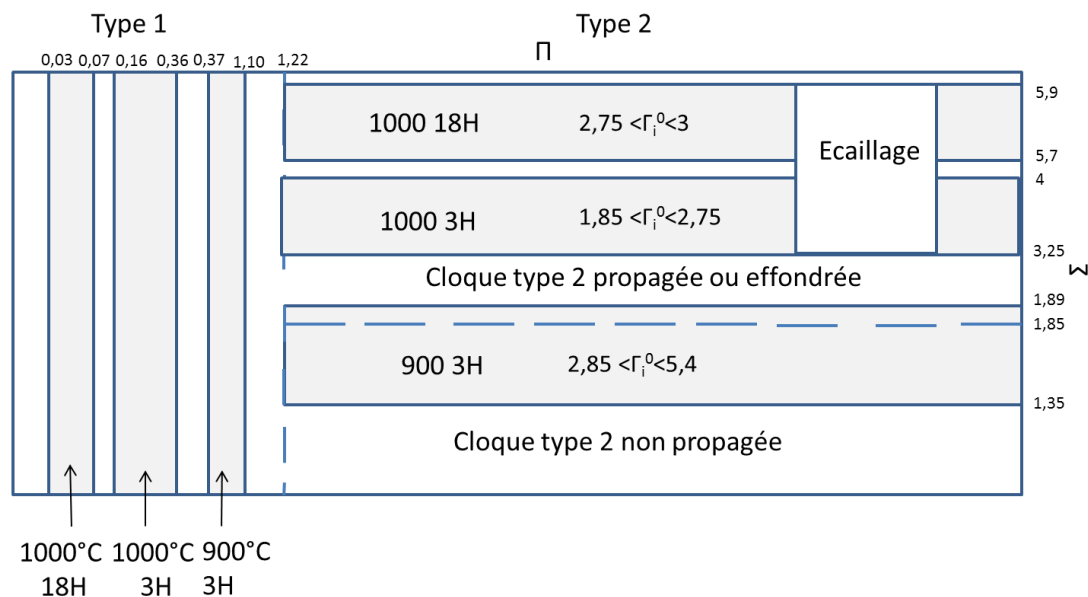 Type 1
Type 2
Π
0,03 0,07 0,16 0,36 0,37 1,10 1,22
5,9
1000 18H 2,75 <Γi⁰<3
Ecaillage
5,7
4
1000 3H 1,85 <Γi⁰<2,75
3,25
Σ
Cloque type 2 propagée ou effondrée
1,89
1,85
900 3H 2,85 <Γi⁰<5,4
1,35
Cloque type 2 non propagée
1000°C 1000°C 900°C
18H 3H 3H